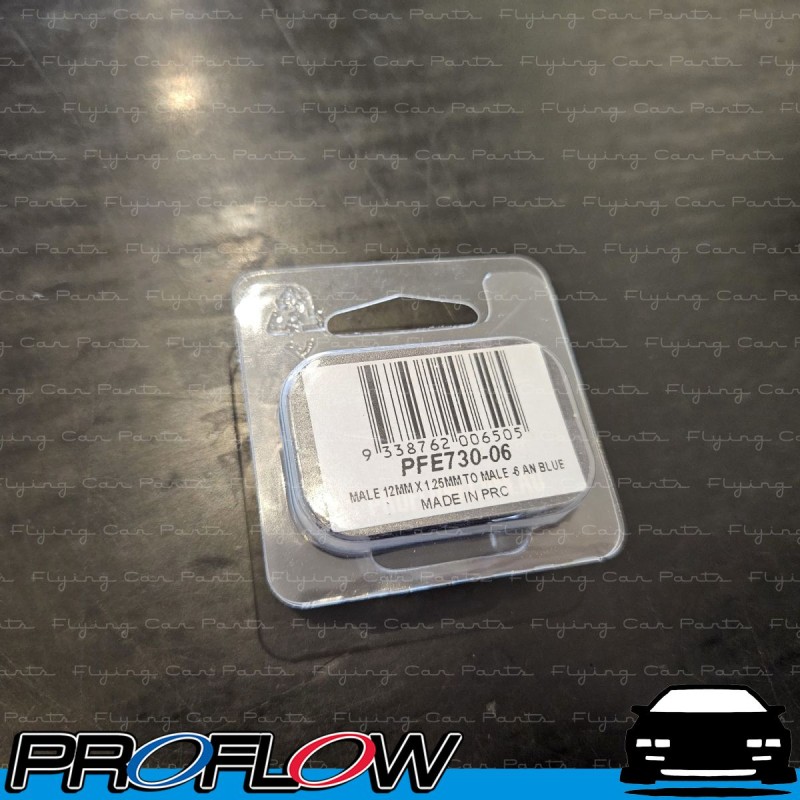 Flying Car Parts
9 338762 006505
PFE730-06
MALE 12MM X 1.25MM TO MALE -6 AN BLUE
MADE IN PRC
PROFLOW